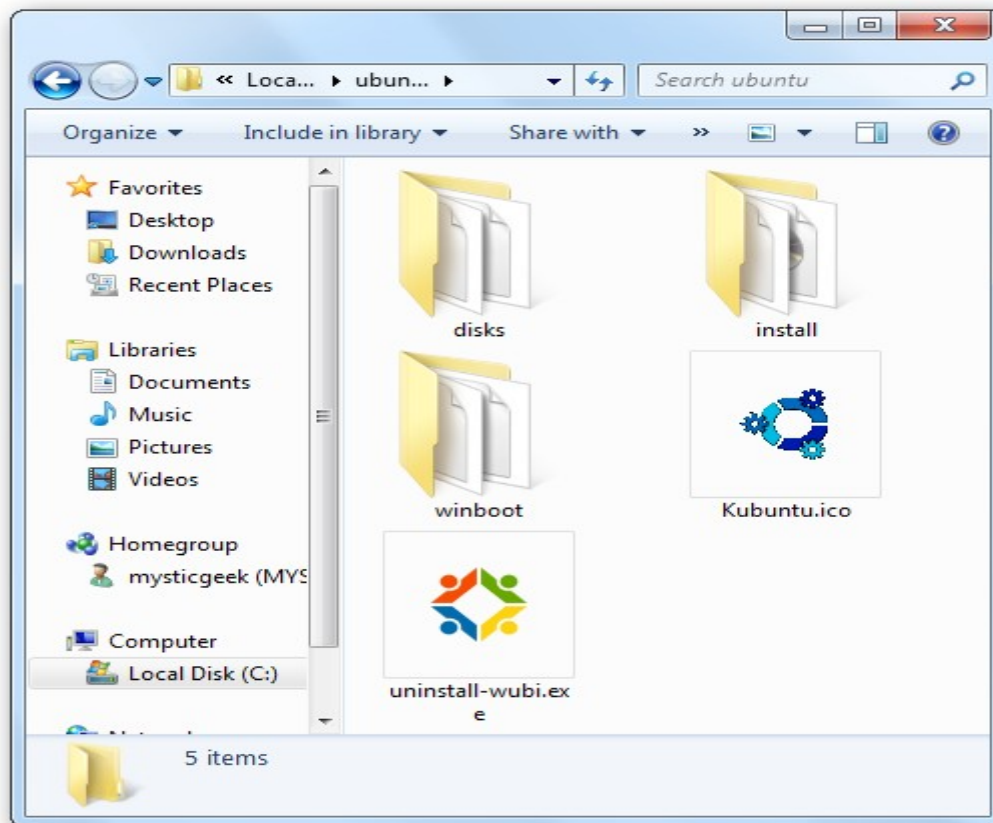 « Loca... ▸ ubun... ▸
Search ubuntu
Organize Include in library Share with »
Favorites
Desktop
Downloads
Recent Places
Libraries
Documents
Music
Pictures
Videos
Homegroup
mysticgeek (MYS
Computer
Local Disk (C:)
disks
install
winboot
Kubuntu.ico
uninstall-wubi.ex
e
5 items